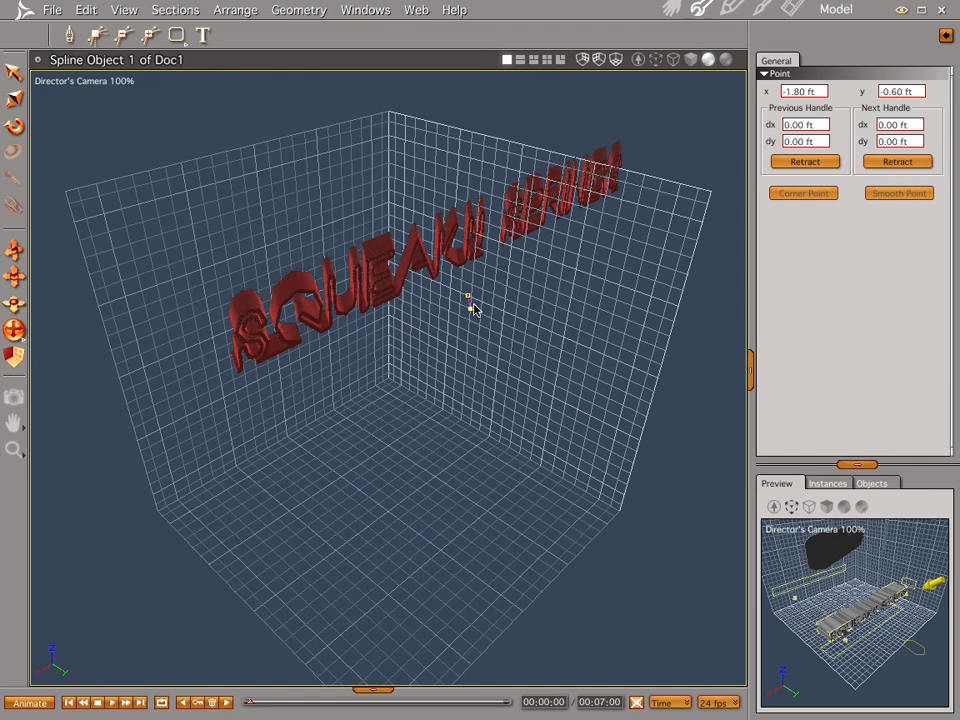 File Edit View Sections Arrange Geometry Windows Web Help Model
T
Spline Object 1 of Doc1
Director's Camera 100%
General
Point
x -1.80 ft y -0.60 ft
Previous Handle Next Handle
dx 0.00 ft dx 0.00 ft
dy 0.00 ft dy 0.00 ft
Retract Retract
Corner Point Smooth Point
SQUEAKII
Preview Instances Objects
Director's Camera 100%
Z
Y
Z
Y
Animate 00:00:00 / 00:07:00 Time 24 fps